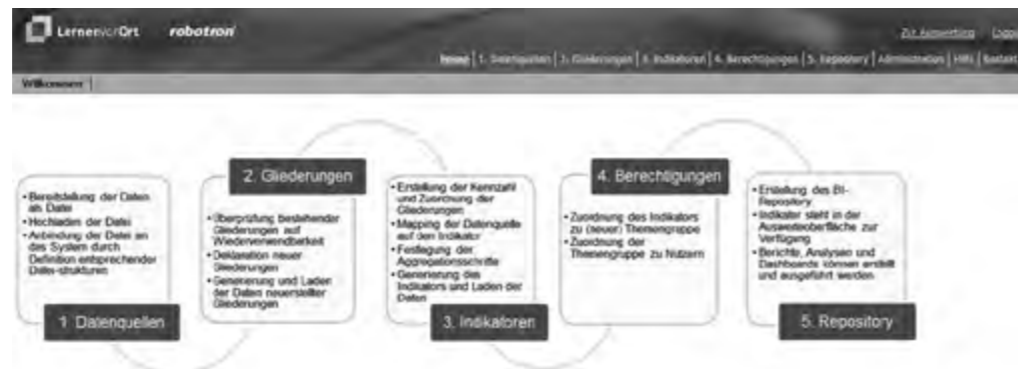 LernenvorOrt robotron
Zur Auswertung Logout
Home | 1. Datenquellen | 2. Gliederungen | 3. Indikatoren | 4. Berechtigungen | 5. Repository | Administration | Hilfe | Kontakt
Willkommen |
• Bereitstellung der Daten
als Datei
• Hochladen der Datei
• Anbindung der Datei an
das System durch
Definition entsprechender
Datei-strukturen
1 Datenquellen
2. Gliederungen
• Überprüfung bestehender
Gliederungen auf
Wiederverwendbarkeit
• Deklaration neuer
Gliederungen
• Generierung und Laden
der Daten neuerstellter
Gliederungen
• Erstellung der Kennzahl
und Zuordnung der
Gliederungen
• Mapping der Datenquelle
auf den Indikator
• Festlegung der
Aggregationsschritte
• Generierung des
Indikators und Laden der
Daten
3. Indikatoren
4. Berechtigungen
• Zuordnung des Indikators
zu (neuer) Themengruppe
• Zuordnung der
Themengruppe zu Nutzern
• Erstellung des BI-
Repository
• Indikator steht in der
Auswerteoberfläche zur
Verfügung
• Berichte, Analysen und
Dashboards können erstellt
und ausgeführt werden
5. Repository